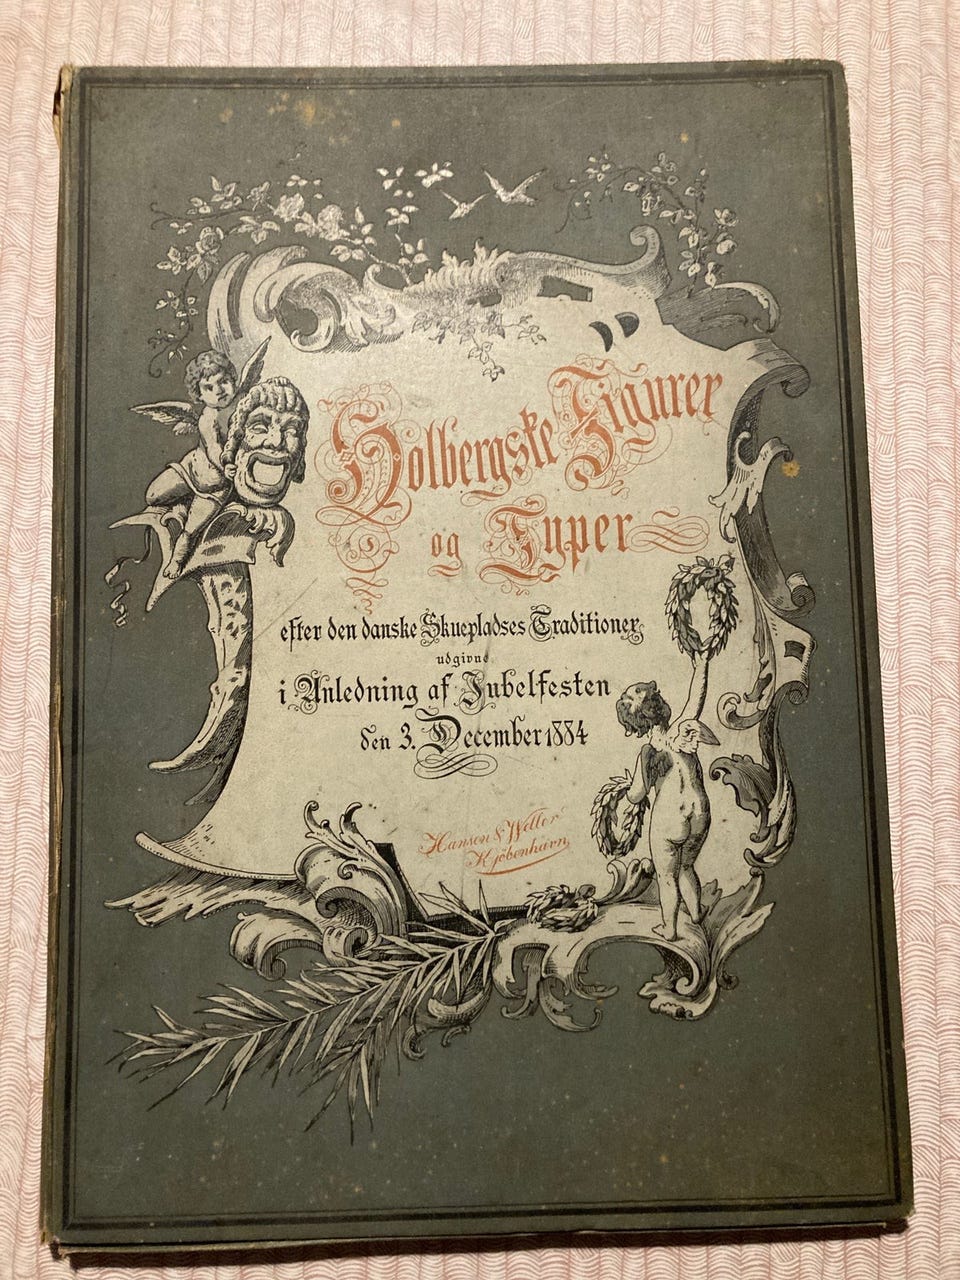 Holbergske Figurer
og Typer
efter den danske Skuepladses Traditioner
udgivne
i Anledning af Jubelfesten
den 3. December 1884
Hansen & Weller
Kjöbenhavn